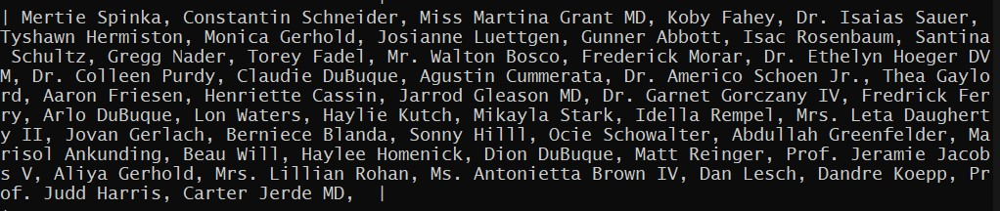 | Mertie Spinka, Constantin Schneider, Miss Martina Grant MD, Koby Fahey, Dr. Isaias Sauer,
Tyshawn Hermiston, Monica Gerhold, Josianne Luettgen, Gunner Abbott, Isac Rosenbaum, Santina
 Schultz, Gregg Nader, Torey Fadel, Mr. Walton Bosco, Frederick Morar, Dr. Ethelyn Hoeger DV
M, Dr. Colleen Purdy, Claudie DuBuque, Agustin Cummerata, Dr. Americo Schoen Jr., Thea Gaylo
rd, Aaron Friesen, Henriette Cassin, Jarrod Gleason MD, Dr. Garnet Gorczany IV, Fredrick Fer
ry, Arlo DuBuque, Lon Waters, Haylie Kutch, Mikayla Stark, Idella Rempel, Mrs. Leta Daughert
y II, Jovan Gerlach, Berniece Blanda, Sonny Hilll, Ocie Schowalter, Abdullah Greenfelder, Ma
risol Ankunding, Beau Will, Haylee Homenick, Dion DuBuque, Matt Reinger, Prof. Jeramie Jacob
s V, Aliya Gerhold, Mrs. Lillian Rohan, Ms. Antonietta Brown IV, Dan Lesch, Dandre Koepp, Pr
of. Judd Harris, Carter Jerde MD,  |